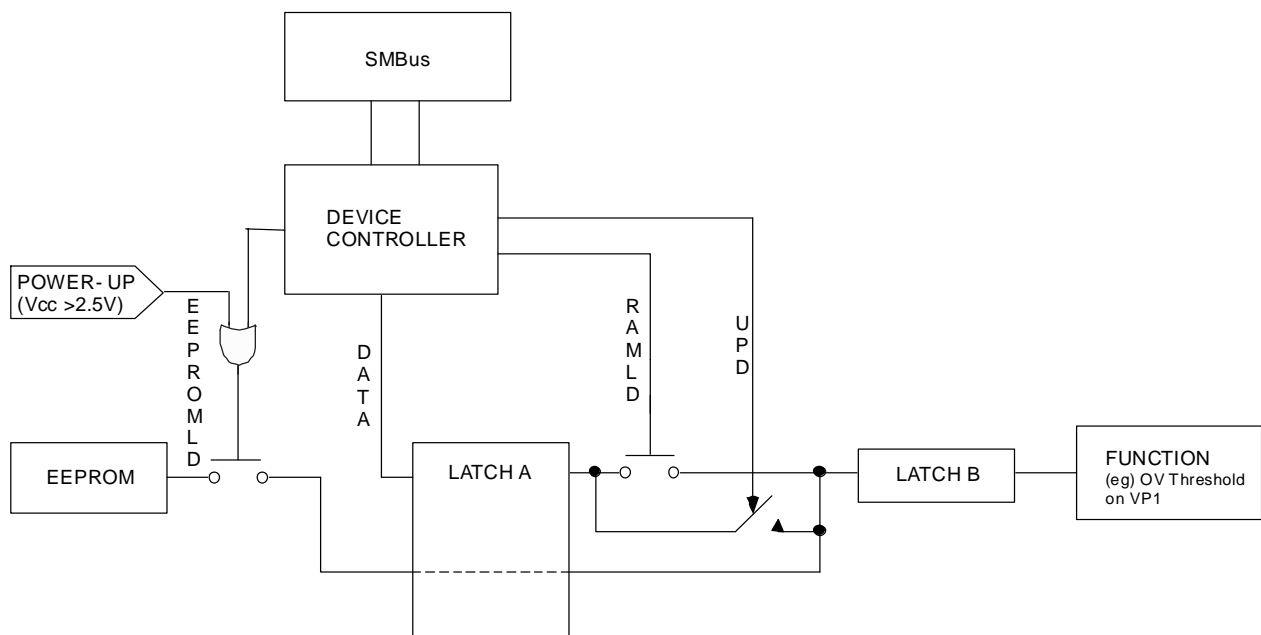 SMBus
DEVICE
CONTROLLER
POWER- UP
(Vcc >2.5V)
EEPROMLD
DATA
RAMLD
UPD
EEPROM
LATCH A
LATCH B
FUNCTION
(eg) OV Threshold
on VP1